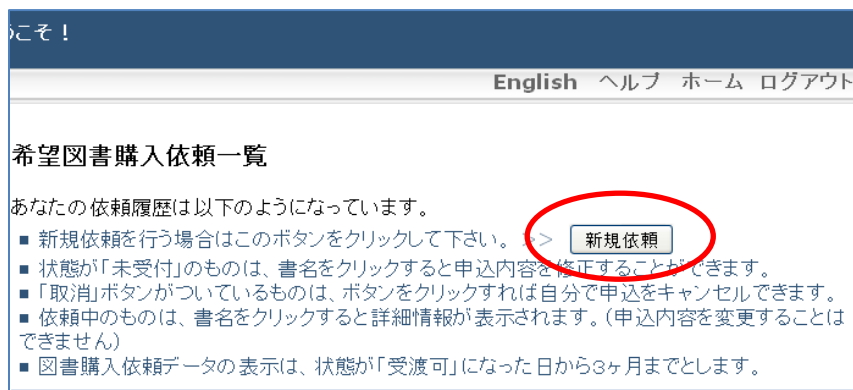 こそ！
English ヘルプ ホーム ログアウト
希望図書購入依頼一覧
あなたの依頼履歴は以下のようになっています。
■ 新規依頼を行う場合はこのボタンをクリックして下さい。 >> 新規依頼
■ 状態が「未受付」のものは、書名をクリックすると申込内容を修正することができます。
■ 「取消」ボタンがついているものは、ボタンをクリックすれば自分で申込をキャンセルできます。
■ 依頼中のものは、書名をクリックすると詳細情報が表示されます。(申込内容を変更することは
できません)
■ 図書購入依頼データの表示は、状態が「受渡可」になった日から3ヶ月までとします。